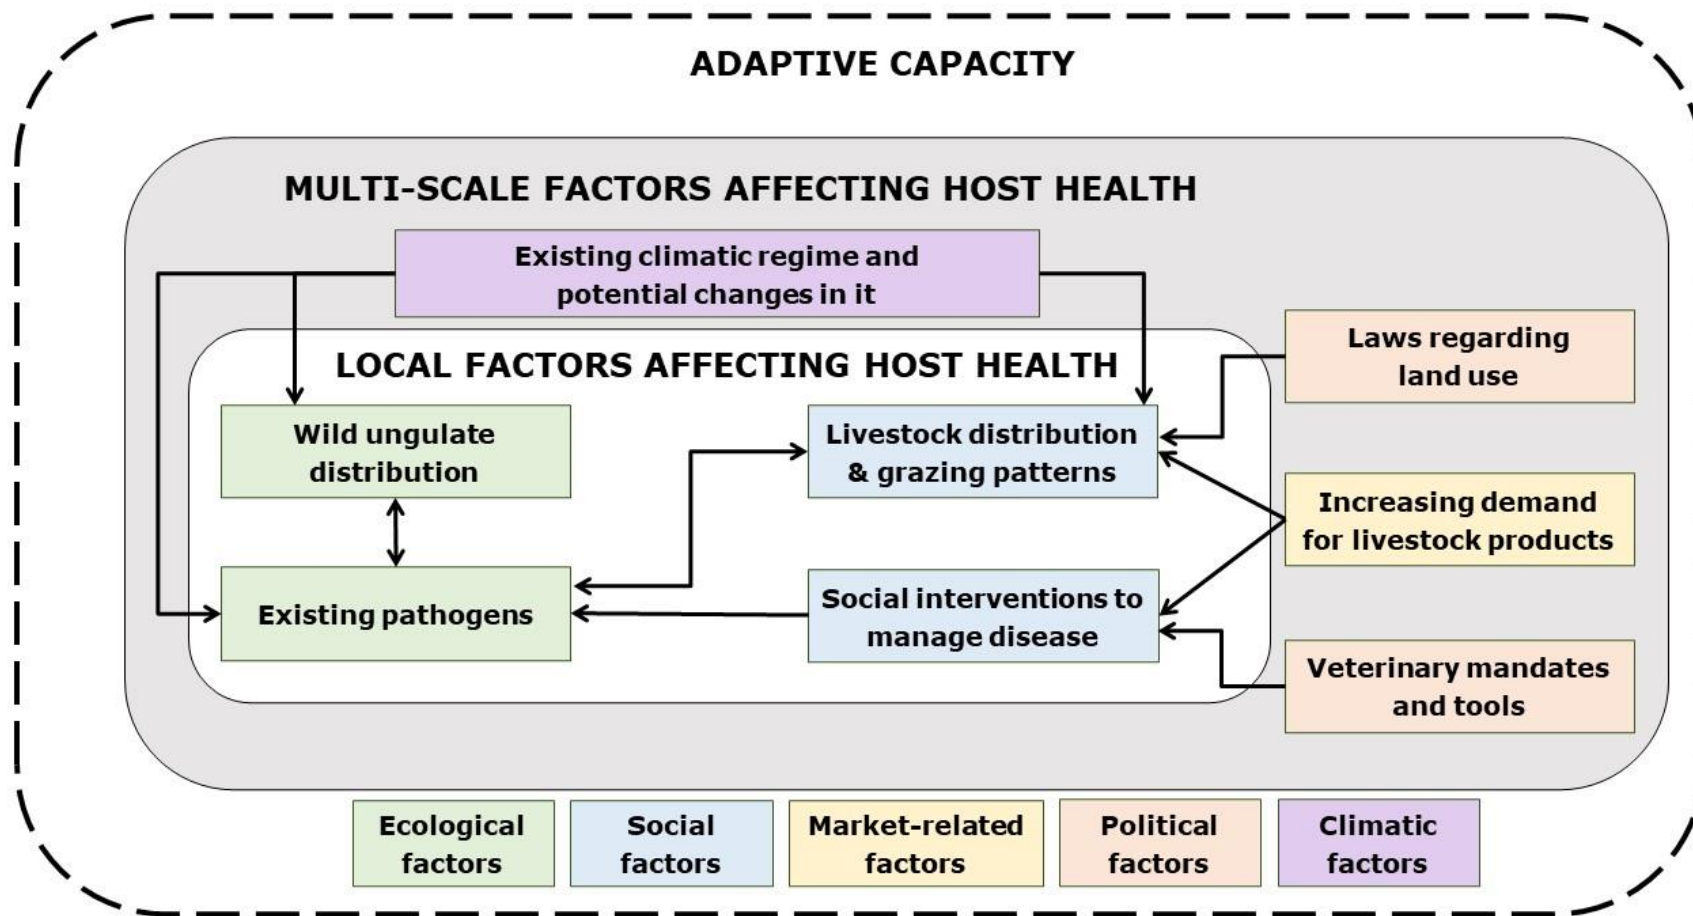 ADAPTIVE CAPACITY
MULTI-SCALE FACTORS AFFECTING HOST HEALTH
Existing climatic regime and
potential changes in it
LOCAL FACTORS AFFECTING HOST HEALTH
Laws regarding
land use
Wild ungulate
distribution
Livestock distribution
& grazing patterns
Increasing demand
for livestock products
Existing pathogens
Social interventions to
manage disease
Veterinary mandates
and tools
Ecological
factors
Social
factors
Market-related
factors
Political
factors
Climatic
factors